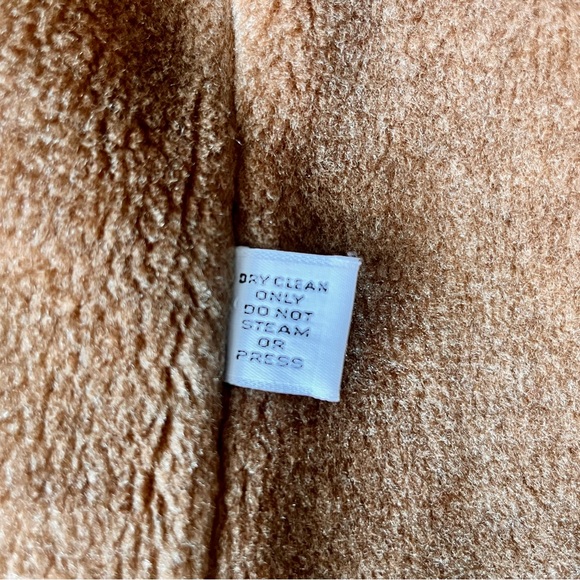 DRY CLEAN
ONLY
DO NOT
STEAM
OR
PRESS